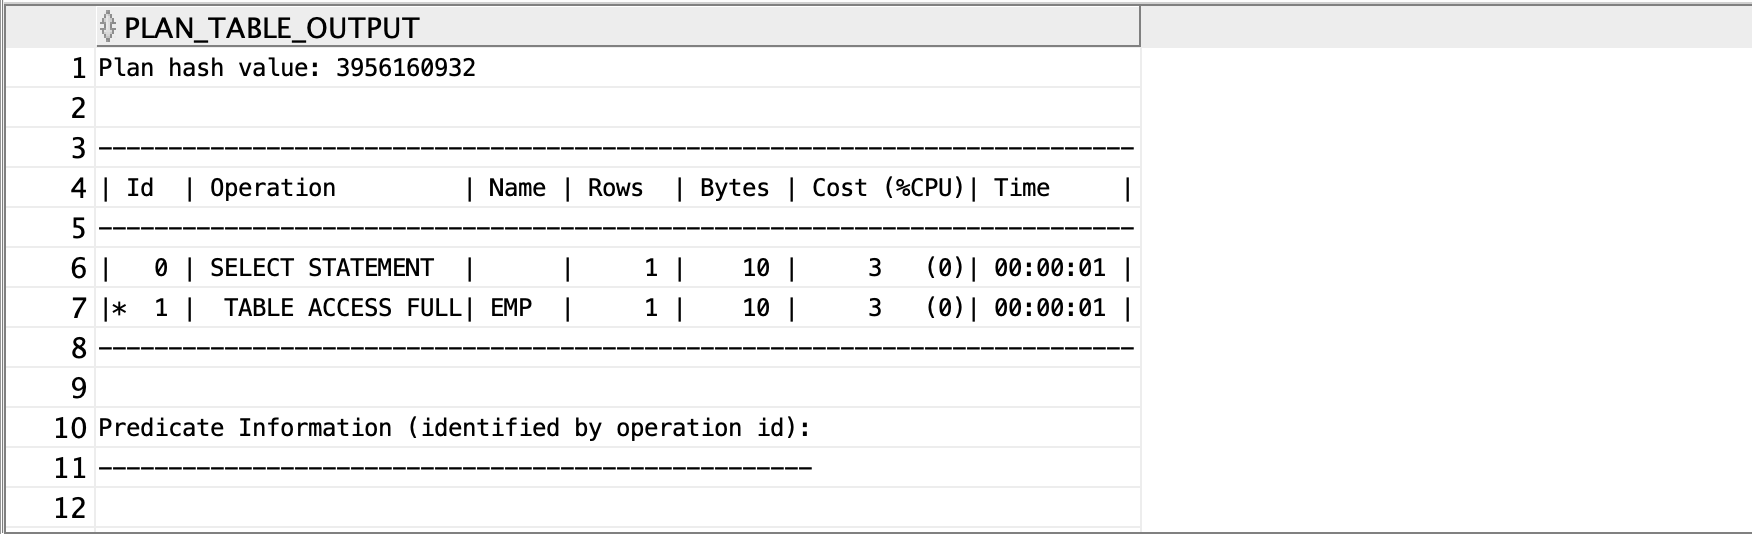 PLAN_TABLE_OUTPUT
1 Plan hash value: 3956160932
2
3 --------------------------------------------------------------------------
4 | Id  | Operation         | Name | Rows  | Bytes | Cost (%CPU)| Time     |
5 --------------------------------------------------------------------------
6 |   0 | SELECT STATEMENT  |      |     1 |    10 |     3   (0)| 00:00:01 |
7 |*  1 |  TABLE ACCESS FULL| EMP  |     1 |    10 |     3   (0)| 00:00:01 |
8 --------------------------------------------------------------------------
9
10 Predicate Information (identified by operation id):
11 ---------------------------------------------------
12